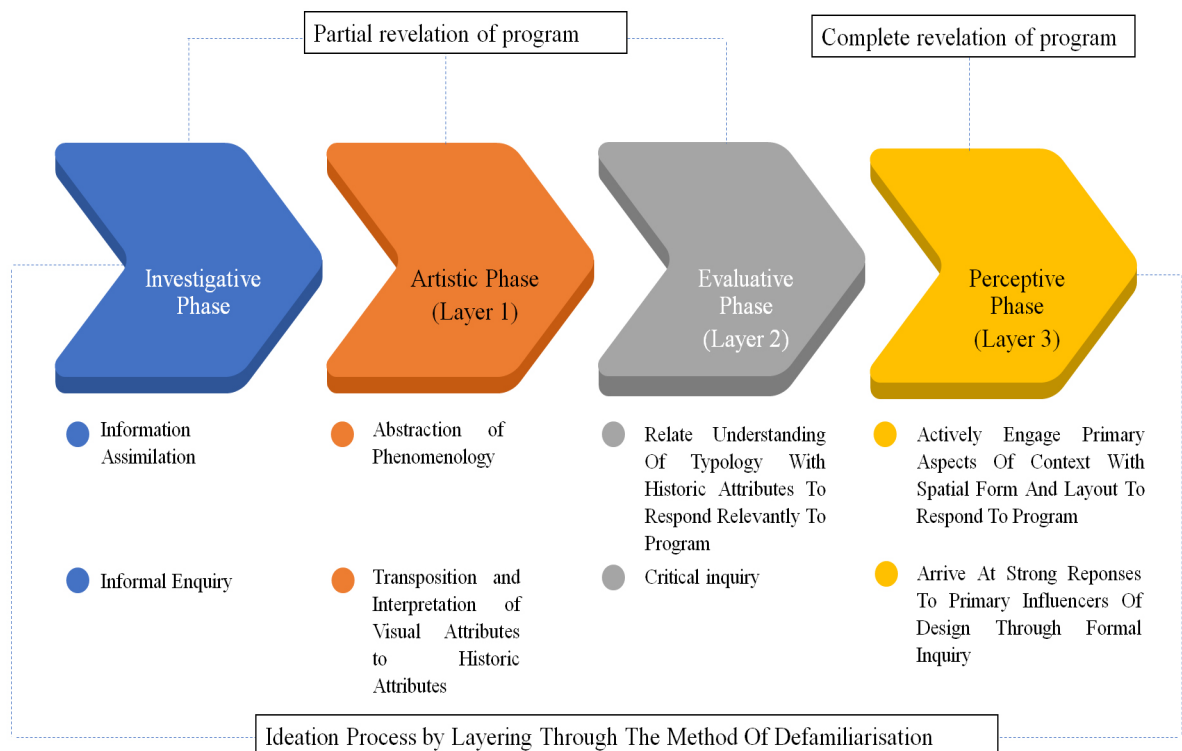 Partial revelation of program
Complete revelation of program
Investigative
Phase
Artistic Phase
(Layer 1)
Evaluative
Phase
(Layer 2)
Perceptive
Phase
(Layer 3)
Information
Assimilation
Informal Enquiry
Abstraction of
Phenomenology
Transposition and
Interpretation of
Visual Attributes
to Historic
Attributes
Relate Understanding
Of Typology With
Historic Attributes To
Respond Relevantly To
Program
Critical inquiry
Actively Engage Primary
Aspects Of Context With
Spatial Form And Layout To
Respond To Program
Arrive At Strong Reponses
To Primary Influencers Of
Design Through Formal
Inquiry
Ideation Process by Layering Through The Method Of Defamiliarisation